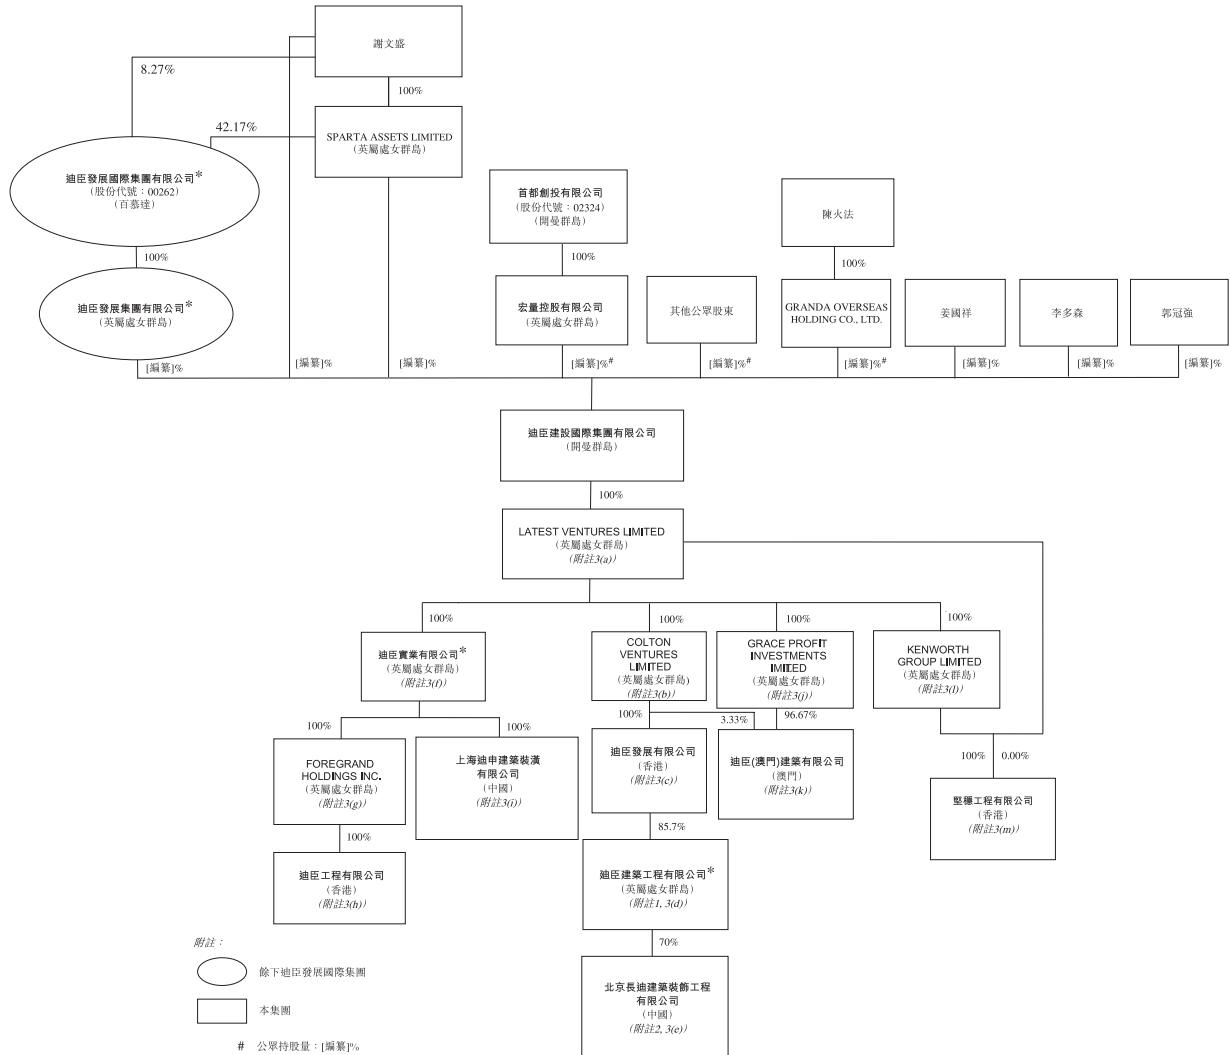 謝文盛
8.27%
100%
42.17%
SPARTA ASSETS LIMITED
(英屬處女群島)
迪臣發展國際集團有限公司*
(股份代號:00262)
(百慕達)
首都創投有限公司
(股份代號:02324)
(開曼群島)
陳火法
100%
100%
100%
迪臣發展集團有限公司*
(英屬處女群島)
宏量控股有限公司
(英屬處女群島)
其他公眾股東
GRANDA OVERSEAS
HOLDING CO., LTD.
姜國祥
李多森
郭冠強
[編纂]%
[編纂]%
[編纂]%
[編纂]%#
[編纂]%#
[編纂]%#
[編纂]%
[編纂]%
[編纂]%
迪臣建設國際集團有限公司
(開曼群島)
100%
LATEST VENTURES LIMITED
(英屬處女群島)
(附註3(a))
100%
100%
100%
100%
迪臣實業有限公司*
(英屬處女群島)
(附註3(f))
COLTON
VENTURES
LIMITED
(英屬處女群島)
(附註3(b))
GRACE PROFIT
INVESTMENTS
IMITED
(英屬處女群島)
(附註3(j))
KENWORTH
GROUP LIMITED
(英屬處女群島)
(附註3(l))
100%
100%
100%
3.33%
96.67%
FOREGRAND
HOLDINGS INC.
(英屬處女群島)
(附註3(g))
上海迪申建築裝潢
有限公司
(中國)
(附註3(i))
迪臣發展有限公司
(香港)
(附註3(c))
迪臣(澳門)建築有限公司
(澳門)
(附註3(k))
100%
0.00%
堅穩工程有限公司
(香港)
(附註3(m))
100%
85.7%
迪臣工程有限公司
(香港)
(附註3(h))
迪臣建築工程有限公司*
(英屬處女群島)
(附註1, 3(d))
70%
北京長迪建築裝飾工程
有限公司
(中國)
(附註2, 3(e))
附註:
餘下迪臣發展國際集團
本集團
# 公眾持股量:[編纂]%